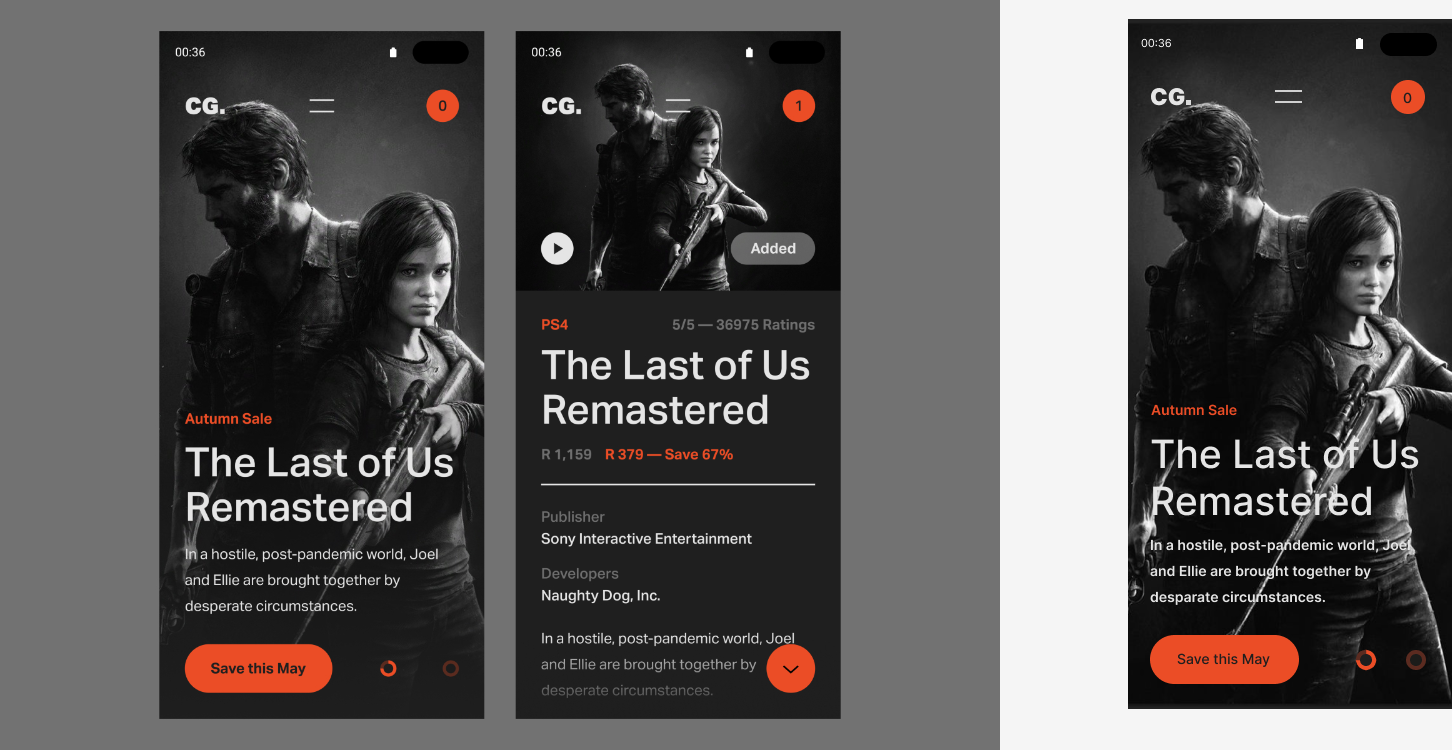 00:36
CG.
0
Autumn Sale
The Last of Us
Remastered
In a hostile, post-pandemic world, Joel
and Ellie are brought together by
desperate circumstances.
Save this May
00:36
CG.
1
Added
PS4
5/5 — 36975 Ratings
The Last of Us
Remastered
R 1,159 R 379 — Save 67%
Publisher
Sony Interactive Entertainment
Developers
Naughty Dog, Inc.
In a hostile, post-pandemic world, Joel
and Ellie are brought together by
desperate circumstances.
00:36
CG.
0
Autumn Sale
The Last of Us
Remastered
In a hostile, post-pandemic world, Joel
and Ellie are brought together by
desparate circumstances.
Save this May